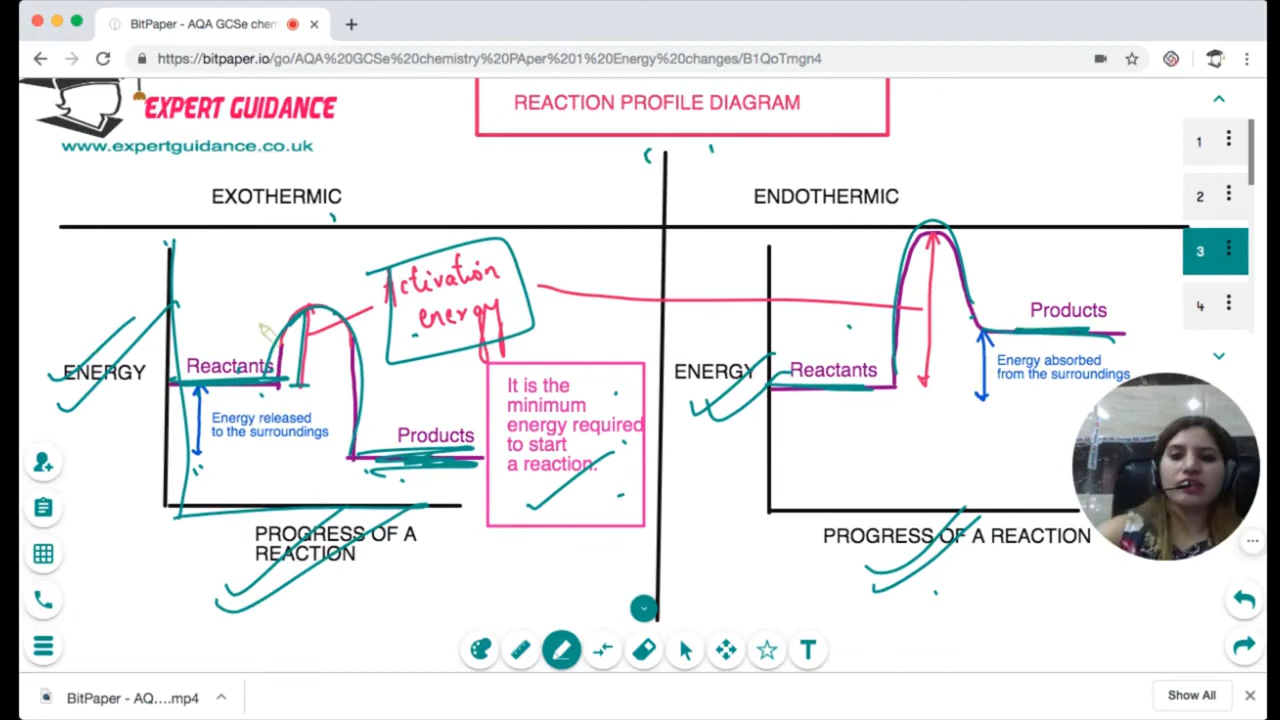 BitPaper - AQA GCSe chem
https://bitpaper.io/go/AQA%20GCSe%20chemistry%20PAper%201%20Energy%20changes/B1QoTmgn4
EXPERT GUIDANCE
www.expertguidance.co.uk
REACTION PROFILE DIAGRAM
1
2
3
4
EXOTHERMIC
ENDOTHERMIC
Activation
energy
ENERGY
Reactants
Energy released
to the surroundings
Products
PROGRESS OF A
REACTION
It is the
minimum
energy required
to start
a reaction.
ENERGY
Reactants
Products
Energy absorbed
from the surroundings
PROGRESS OF A REACTION
T
BitPaper - AQ....mp4
Show All